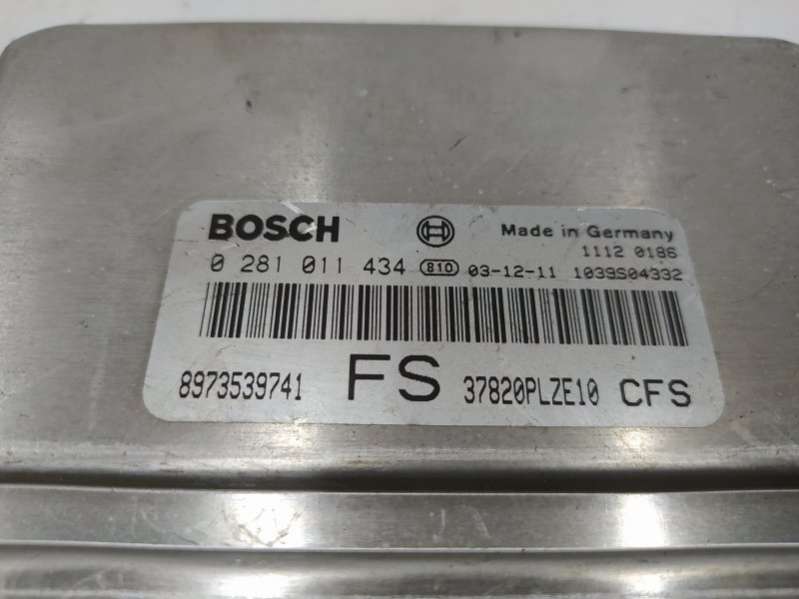 BOSCH Made in Germany
1112 0186
0 281 011 434 810 03-12-11 1039S04332
8973539741 FS 37820PLZE10 CFS